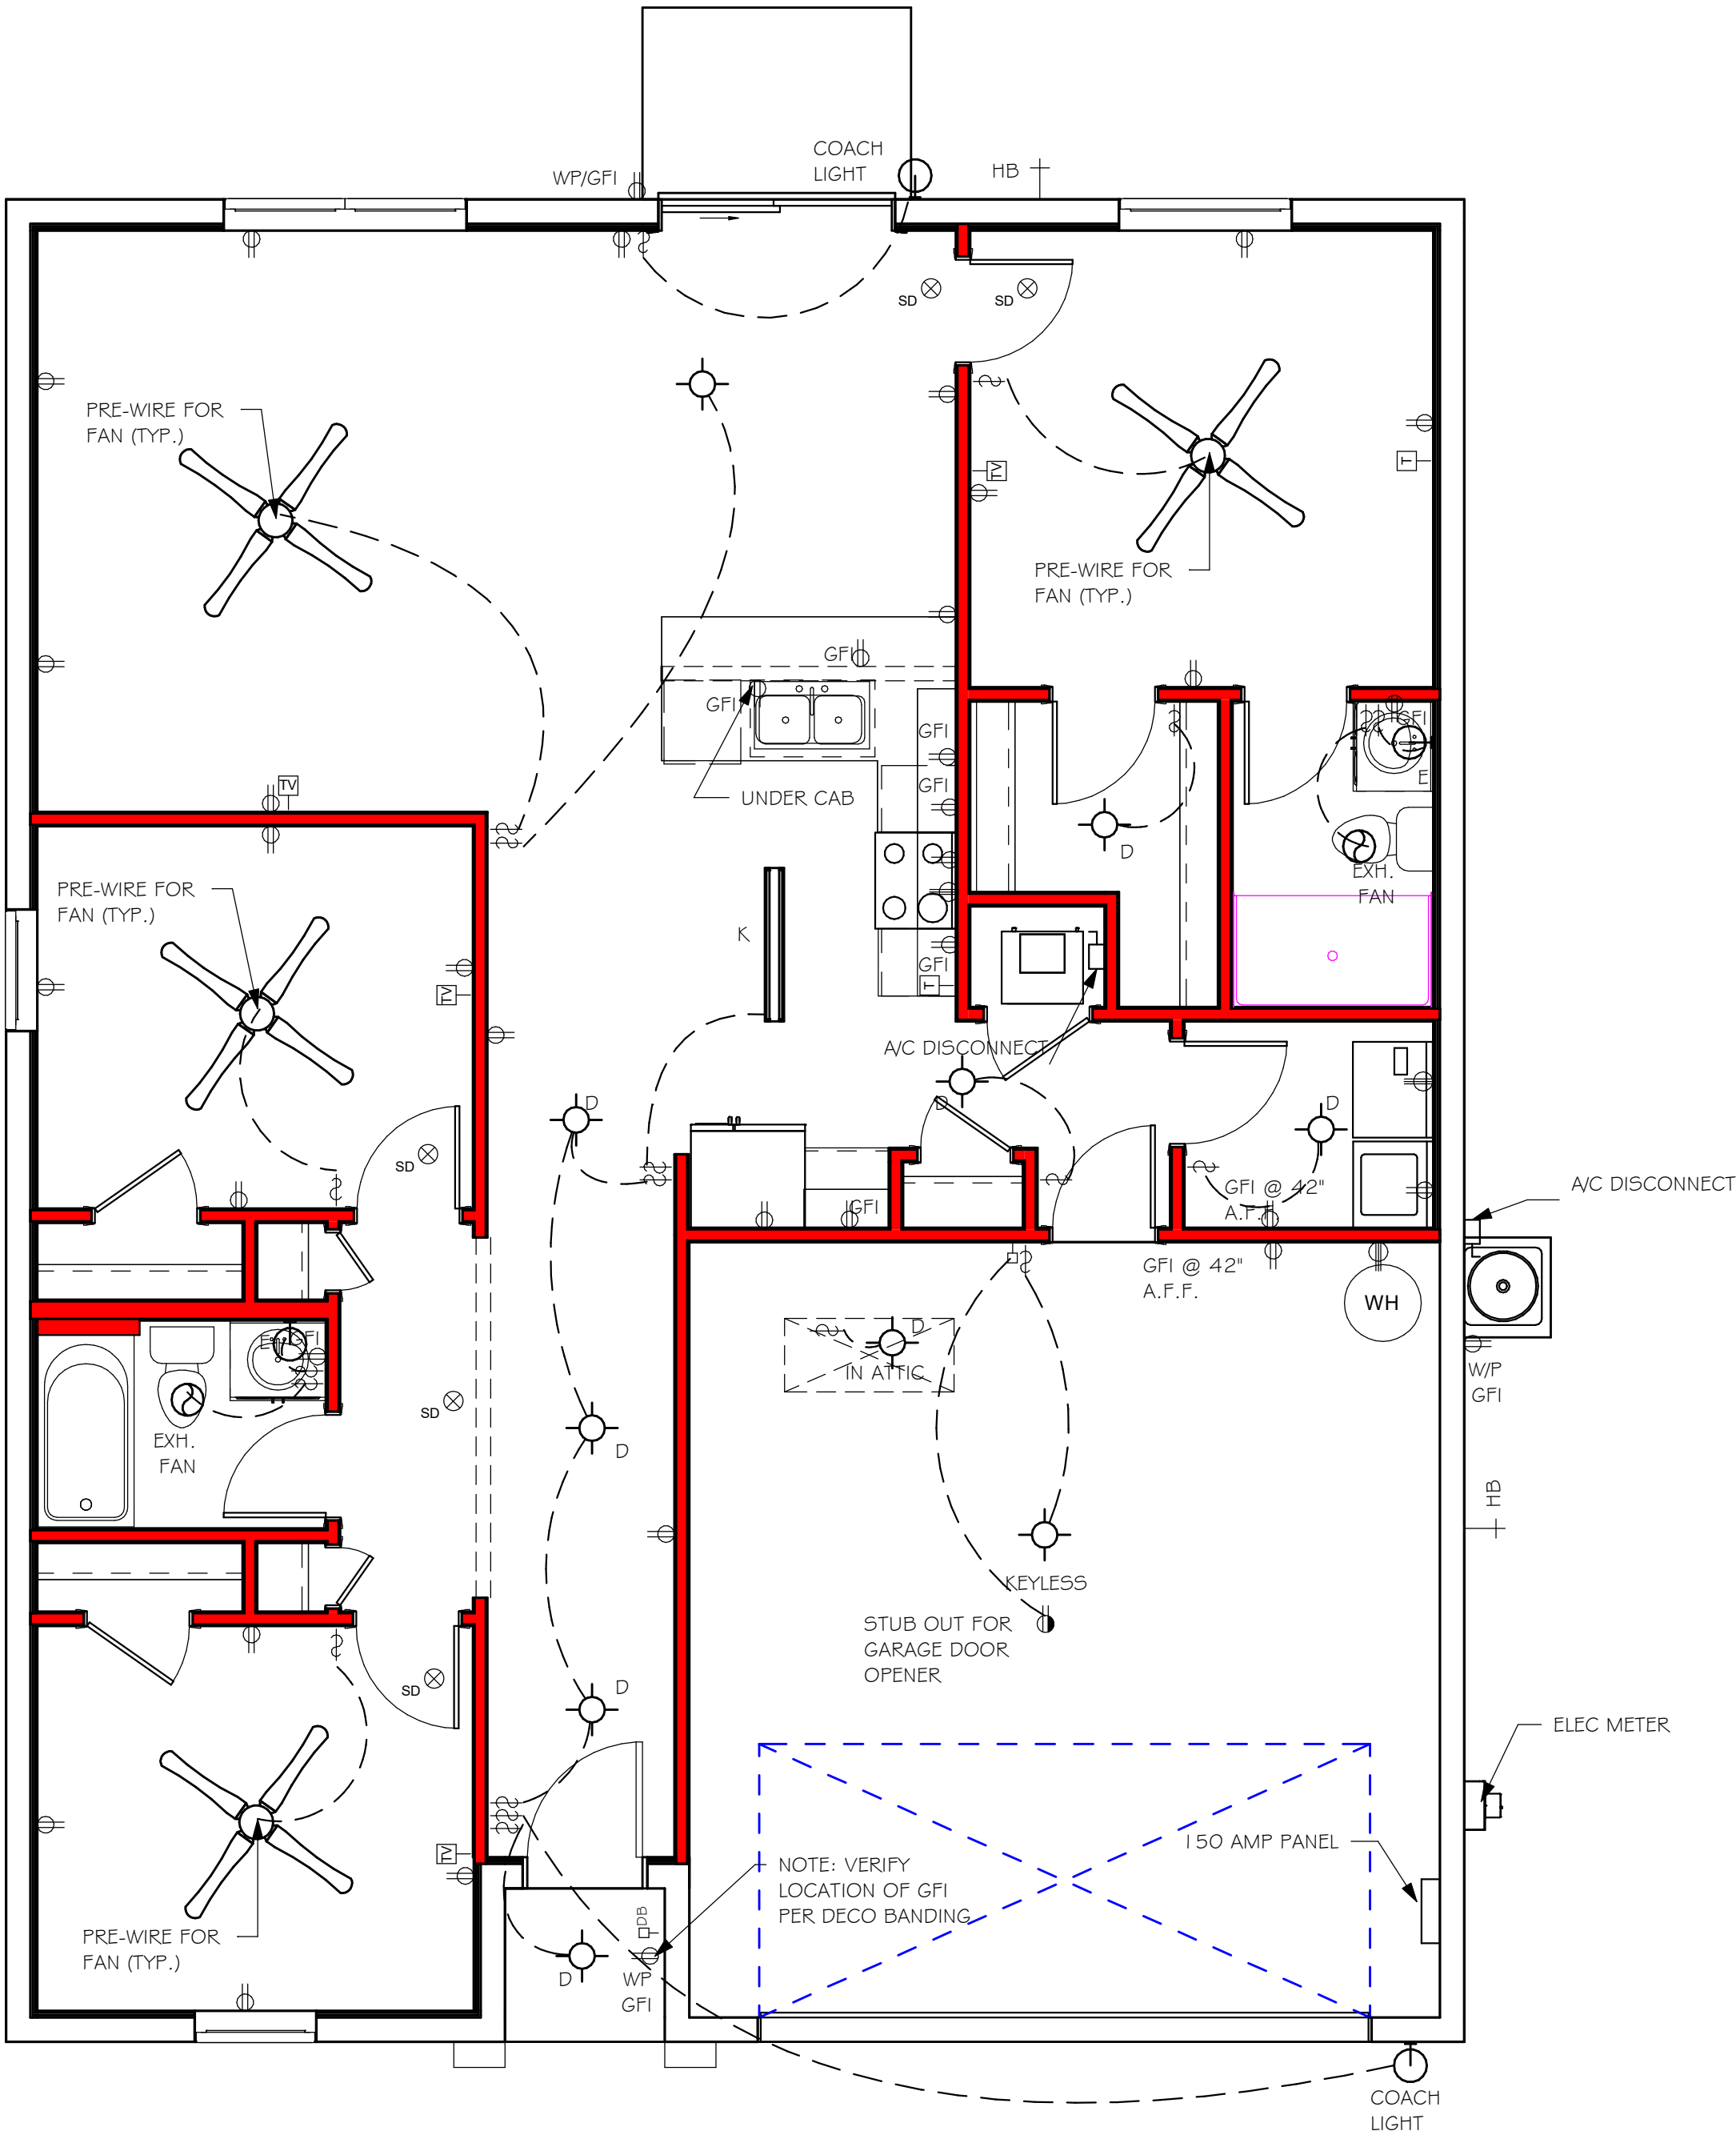 COACH
LIGHT
WP/GFI
HB
SD
SD
PRE-WIRE FOR
FAN (TYP.)
TV
T
PRE-WIRE FOR
FAN (TYP.)
GFI
GFI
GFI
GFI
GFI
E
TV
UNDER CAB
D
EXH.
FAN
PRE-WIRE FOR
FAN (TYP.)
K
GFI
TV
T
A/C DISCONNECT
D
D
D
SD
GFI @ 42"
A.F.F.
GFI
A/C DISCONNECT
GFI @ 42"
A.F.F.
WH
E
GFI
D
IN ATTIC
W/P
GFI
SD
EXH.
FAN
D
HB
KEYLESS
STUB OUT FOR
GARAGE DOOR
OPENER
SD
D
ELEC METER
150 AMP PANEL
TV
NOTE: VERIFY
LOCATION OF GFI
PER DECO BANDING
PRE-WIRE FOR
FAN (TYP.)
DB
D
WP
GFI
COACH
LIGHT